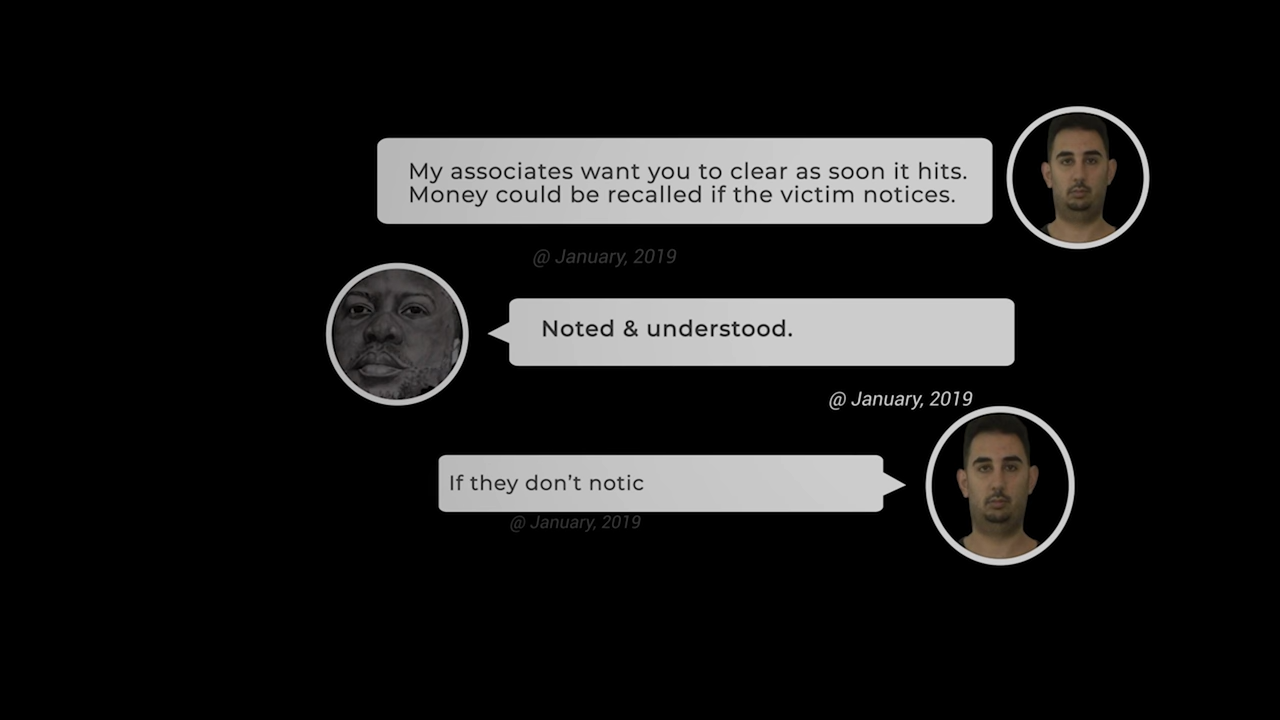 My associates want you to clear as soon it hits.
Money could be recalled if the victim notices.
@ January, 2019
Noted & understood.
@ January, 2019
If they don’t notic
@ January, 2019